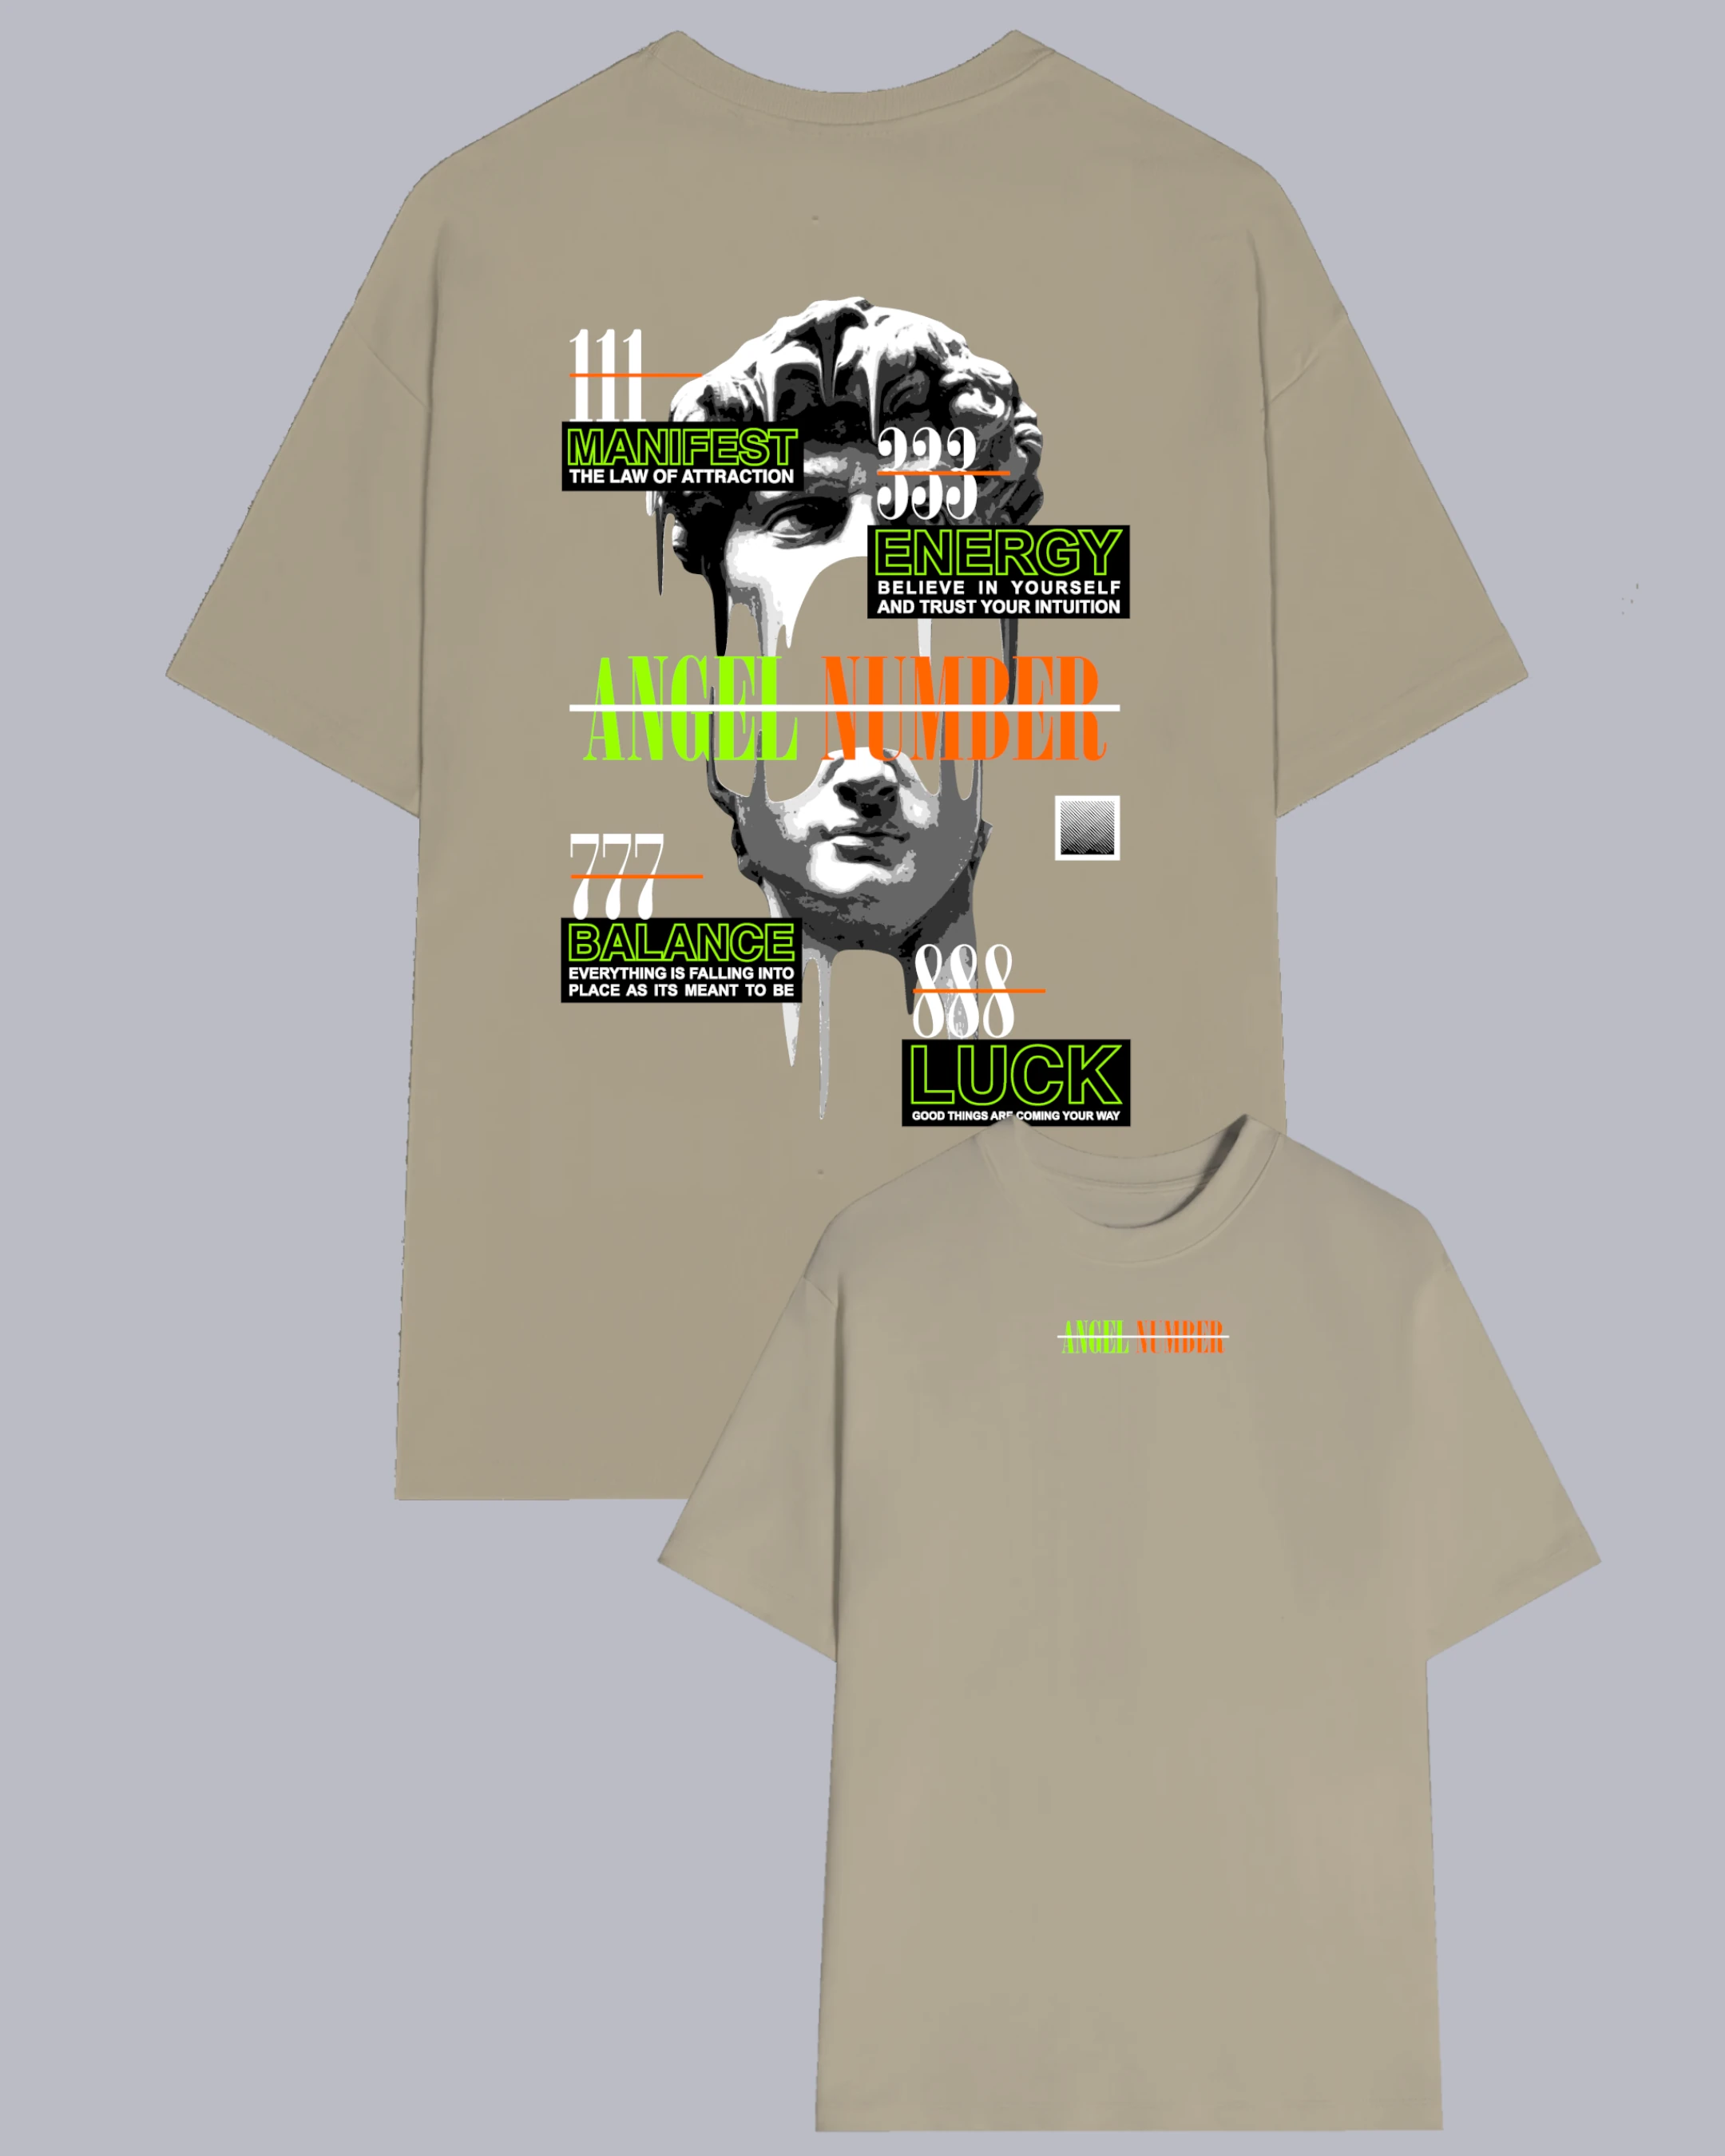 111
MANIFEST
THE LAW OF ATTRACTION
333
ENERGY
BELIEVE IN YOURSELF
AND TRUST YOUR INTUITION
ANGEL NUMBER
777
BALANCE
EVERYTHING IS FALLING INTO
PLACE AS ITS MEANT TO BE
888
LUCK
GOOD THINGS ARE COMING YOUR WAY
ANGEL NUMBER